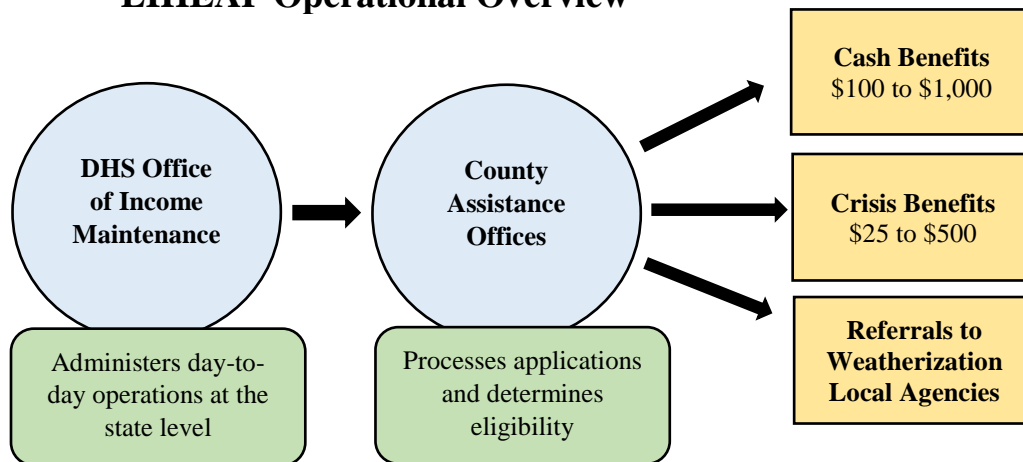 LIHEAP Operational Overview
DHS Office
of Income
Maintenance
Administers day-to-
day operations at the
state level
County
Assistance
Offices
Processes applications
and determines
eligibility
Cash Benefits
$100 to $1,000
Crisis Benefits
$25 to $500
Referrals to
Weatherization
Local Agencies